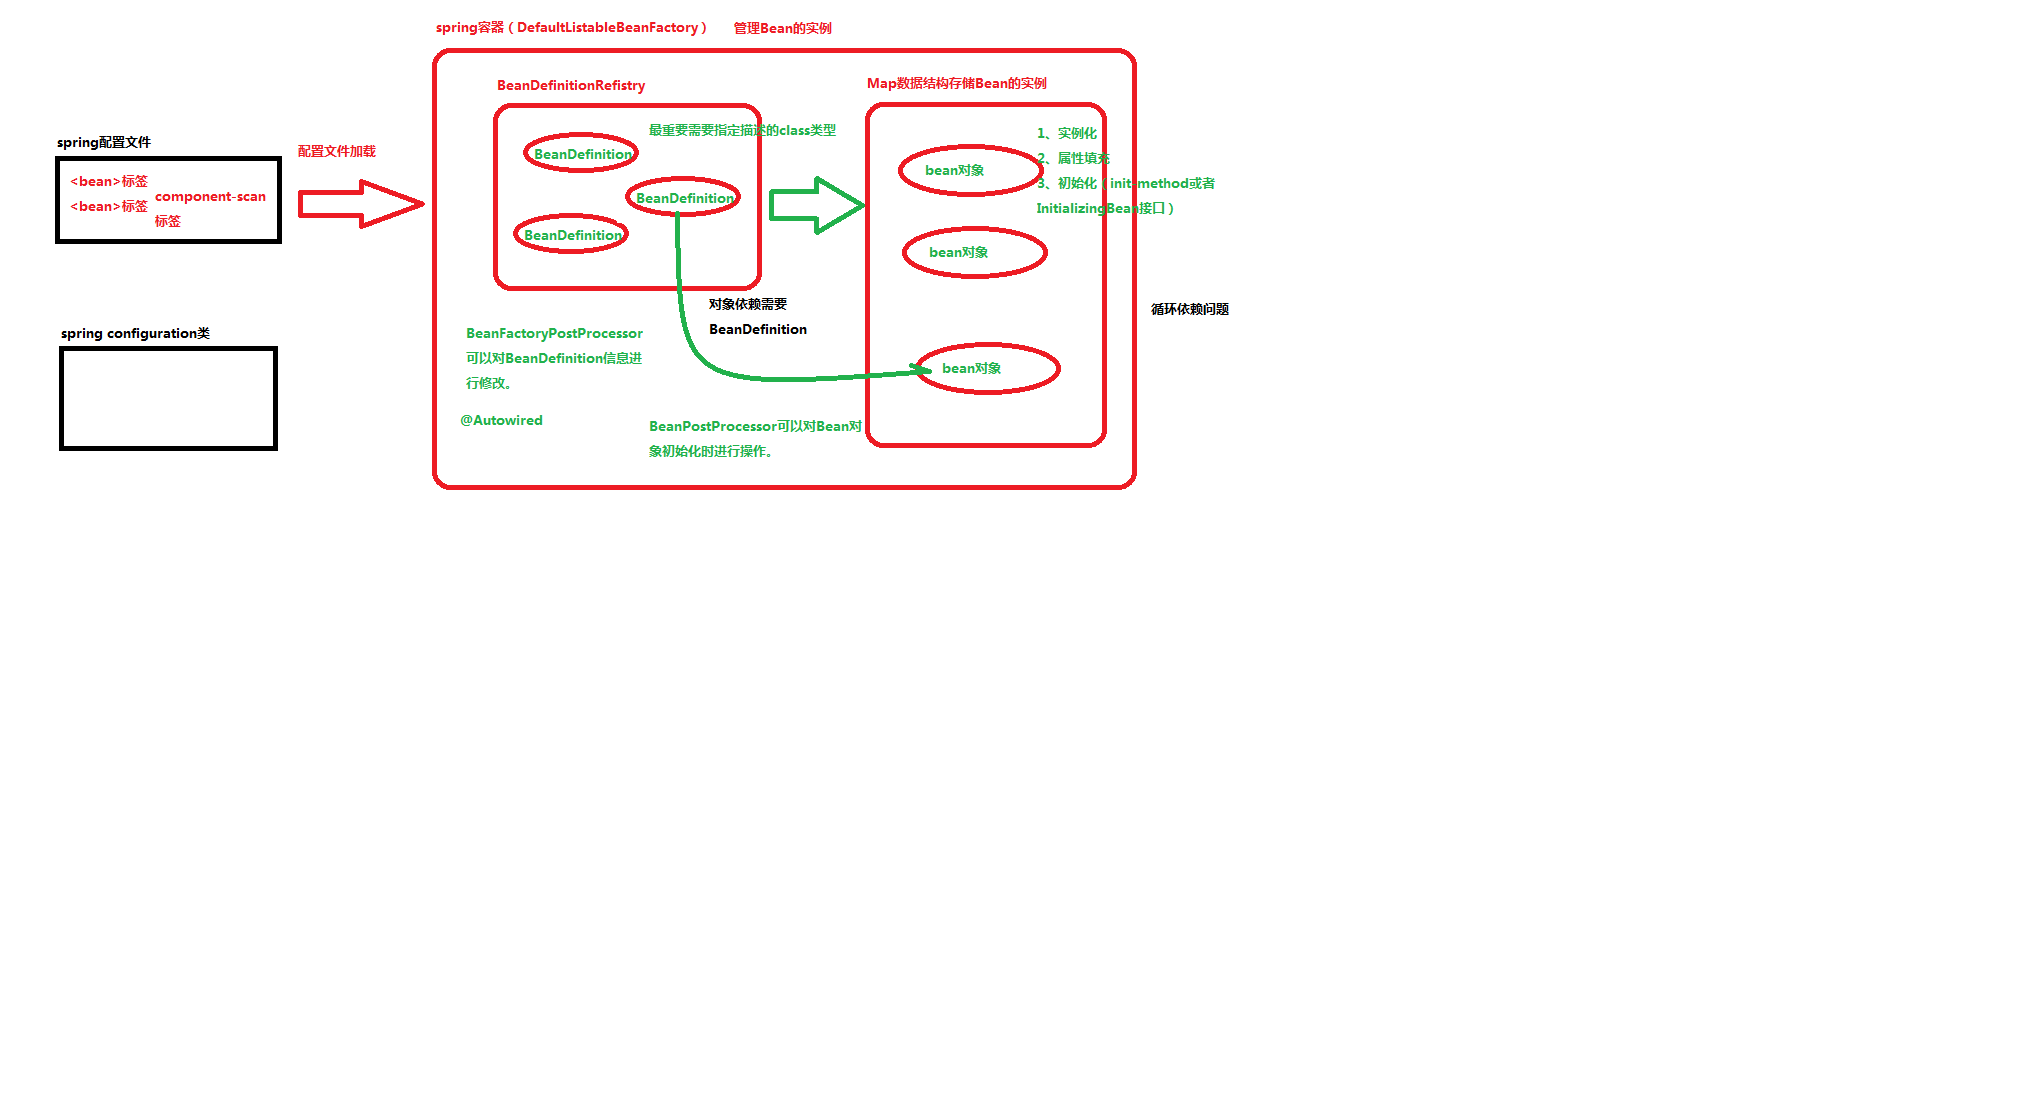 spring容器（DefaultListableBeanFactory） 管理Bean的实例
BeanDefinitionRefistry
Map数据结构存储Bean的实例
spring配置文件
<bean>标签
<bean>标签
component-scan
标签
配置文件加载
最重要需要指定描述的class类型
BeanDefinition
BeanDefinition
BeanDefinition
1、实例化
2、属性填充
3、初始化（init-method或者
InitializingBean接口）
bean对象
bean对象
bean对象
对象依赖需要
BeanDefinition
循环依赖问题
spring configuration类
BeanFactoryPostProcessor
可以对BeanDefinition信息进
行修改。
@Autowired
BeanPostProcessor可以对Bean对
象初始化时进行操作。